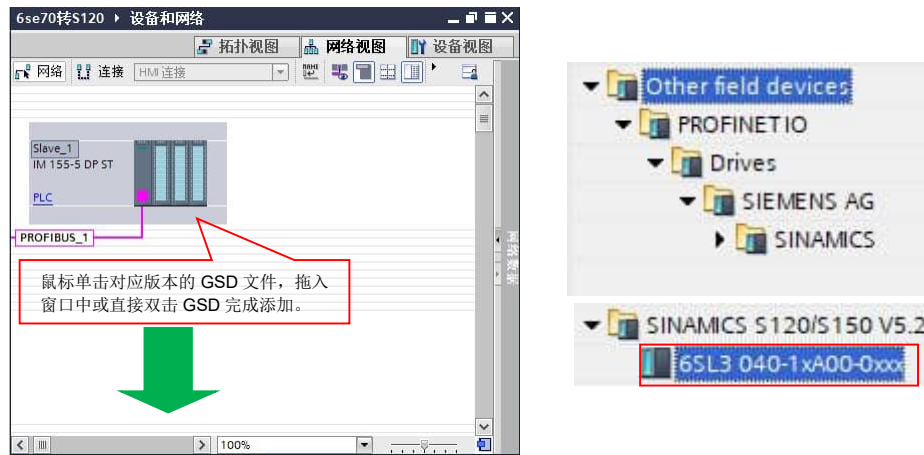 6se70转S120 ▸ 设备和网络
拓扑视图
网络视图
设备视图
网络
连接
HMI 连接
Slave_1
IM 155-5 DP ST
PLC
PROFIBUS_1
鼠标单击对应版本的 GSD 文件，拖入
窗口中或直接双击 GSD 完成添加。
网络数据
100%
Other field devices
PROFINET IO
Drives
SIEMENS AG
SINAMICS
SINAMICS S120/S150 V5.2
6SL3 040-1xA00-0xxx